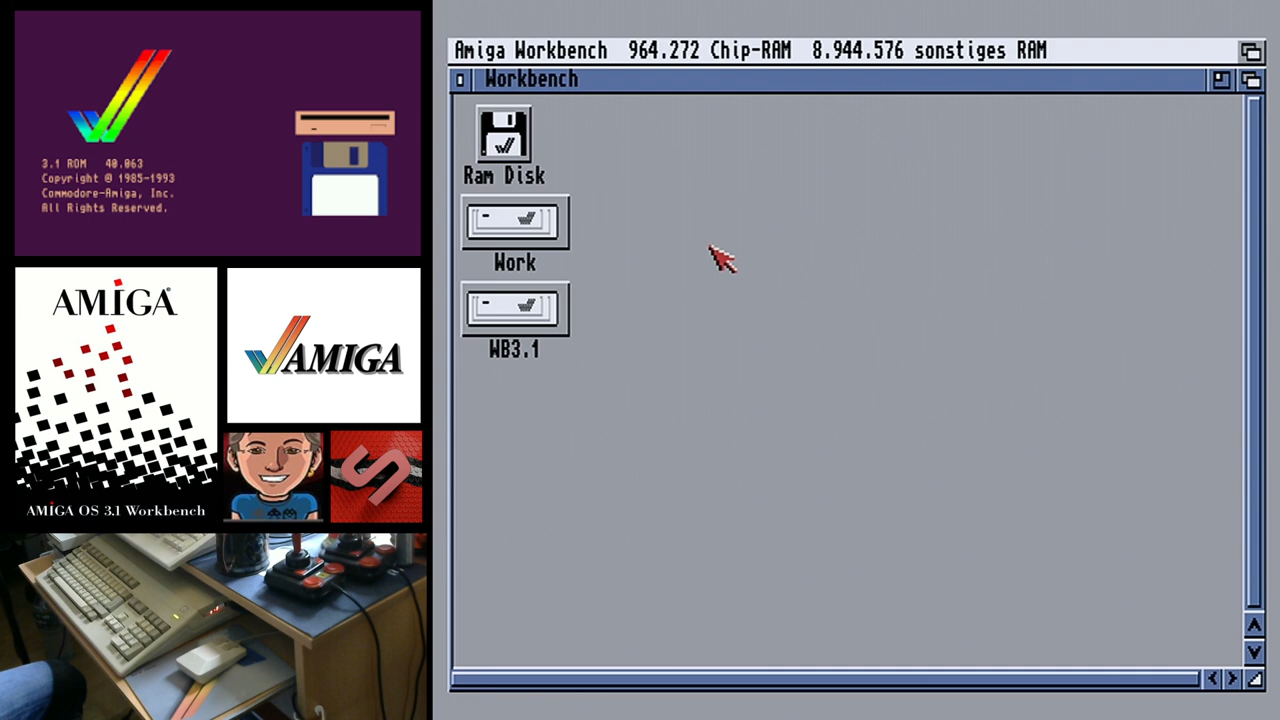 3.1 ROM 40.063
Copyright © 1985-1993
Commodore-Amiga, Inc.
All Rights Reserved.
AMIGA®
AMIGA OS 3.1 Workbench
AMIGA
S
Amiga Workbench 964.272 Chip-RAM 8.944.576 sonstiges RAM
Workbench
Ram Disk
Work
WB3.1